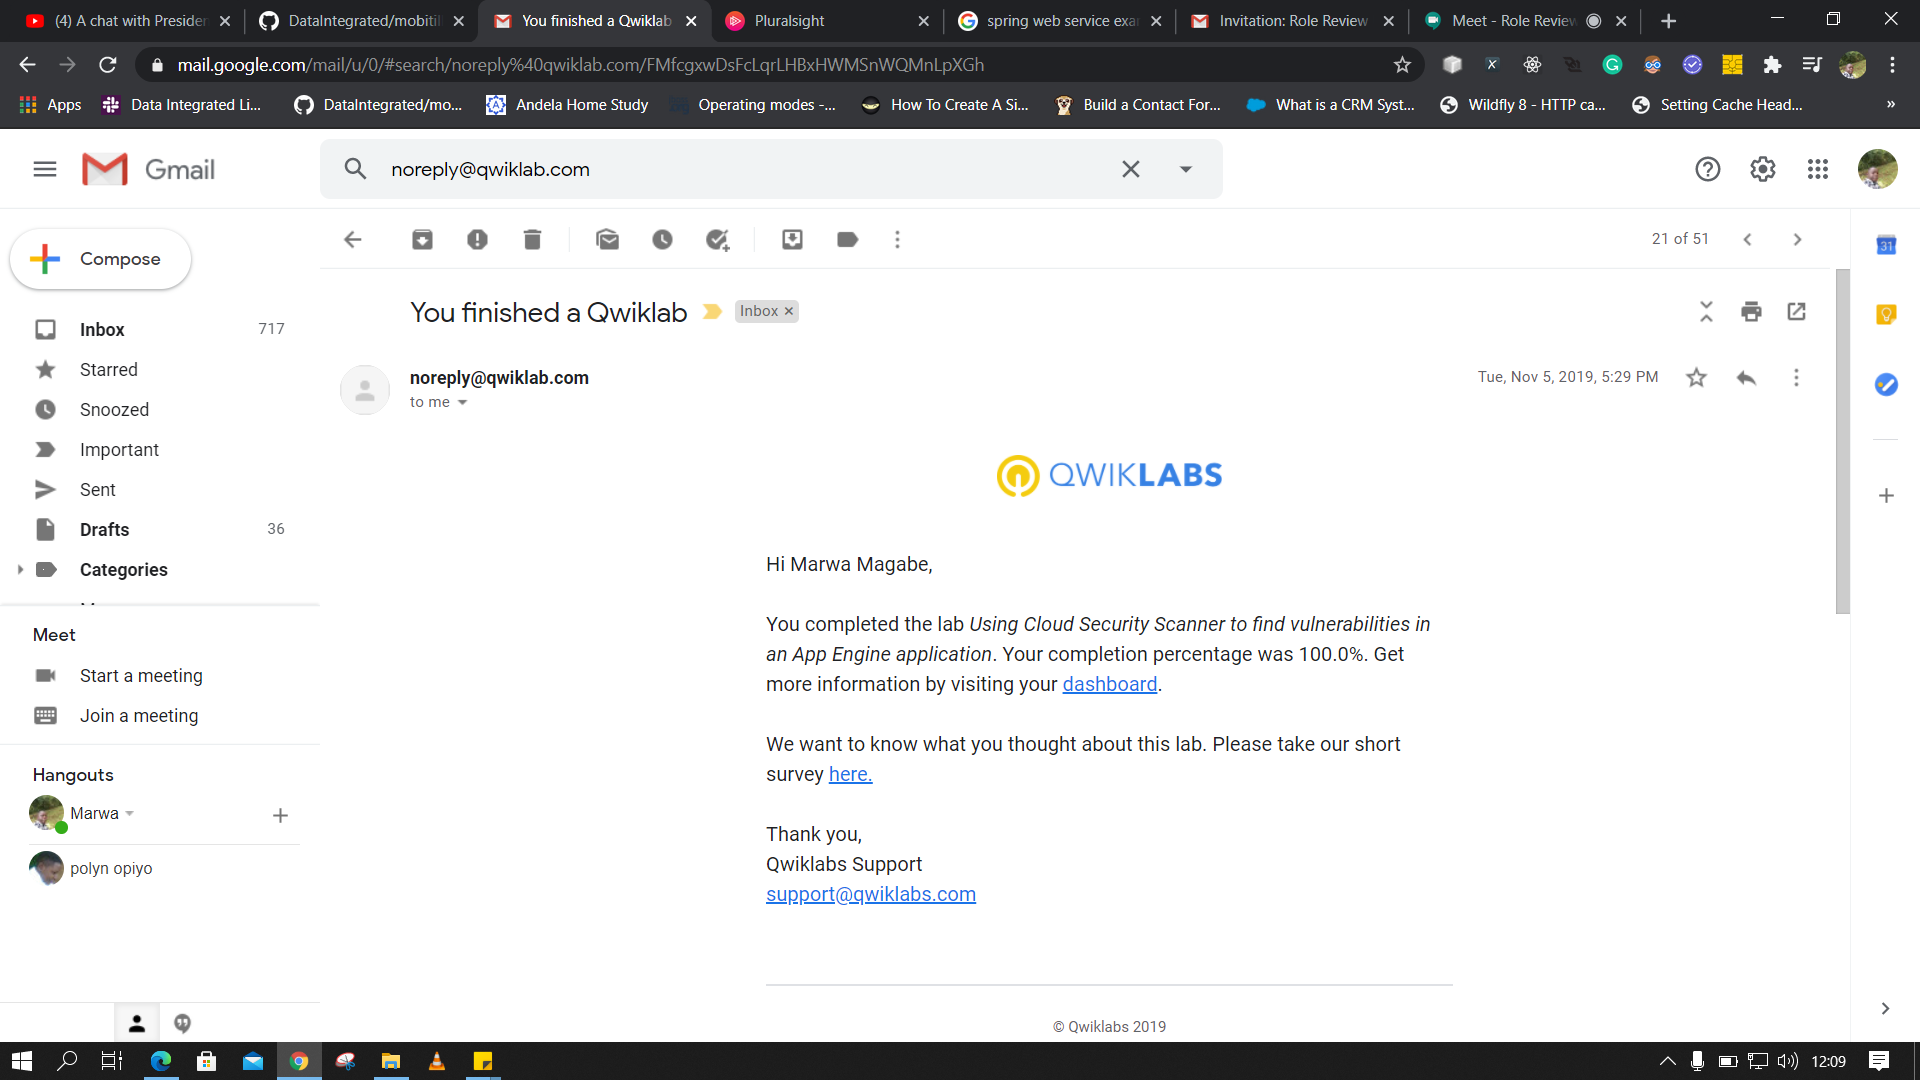 (4) A chat with Presiden
DataIntegrated/mobitil
You finished a Qwiklab
Pluralsight
spring web service exa
Invitation: Role Review
Meet - Role Review
mail.google.com/mail/u/0/#search/noreply%40qwiklab.com/FMfcgxwDsFcLqrLHBxHWMSnWQMnLpXGh
Apps
Data Integrated Li...
DataIntegrated/mo...
Andela Home Study
Operating modes -...
How To Create A Si...
Build a Contact For...
What is a CRM Syst...
Wildfly 8 - HTTP ca...
Setting Cache Head...
»
Gmail
noreply@qwiklab.com
Compose
21 of 51
31
You finished a Qwiklab
Inbox
Inbox 717
Starred
Snoozed
Important
Sent
Drafts 36
Categories
noreply@qwiklab.com
to me
Tue, Nov 5, 2019, 5:29 PM
QWIKLABS
Hi Marwa Magabe,
You completed the lab Using Cloud Security Scanner to find vulnerabilities in
an App Engine application. Your completion percentage was 100.0%. Get
more information by visiting your dashboard.
We want to know what you thought about this lab. Please take our short
survey here.
Thank you,
Qwiklabs Support
support@qwiklabs.com
© Qwiklabs 2019
Meet
Start a meeting
Join a meeting
Hangouts
Marwa
polyn opiyo
12:09